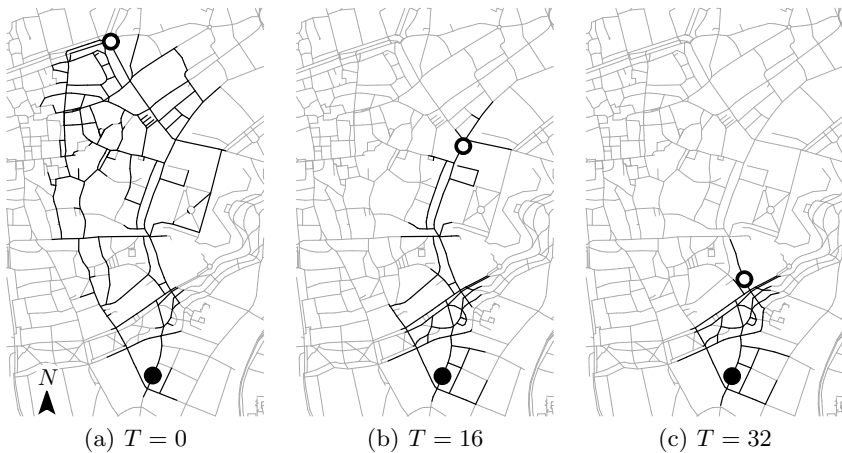 N
(a) T = 0
(b) T = 16
(c) T = 32